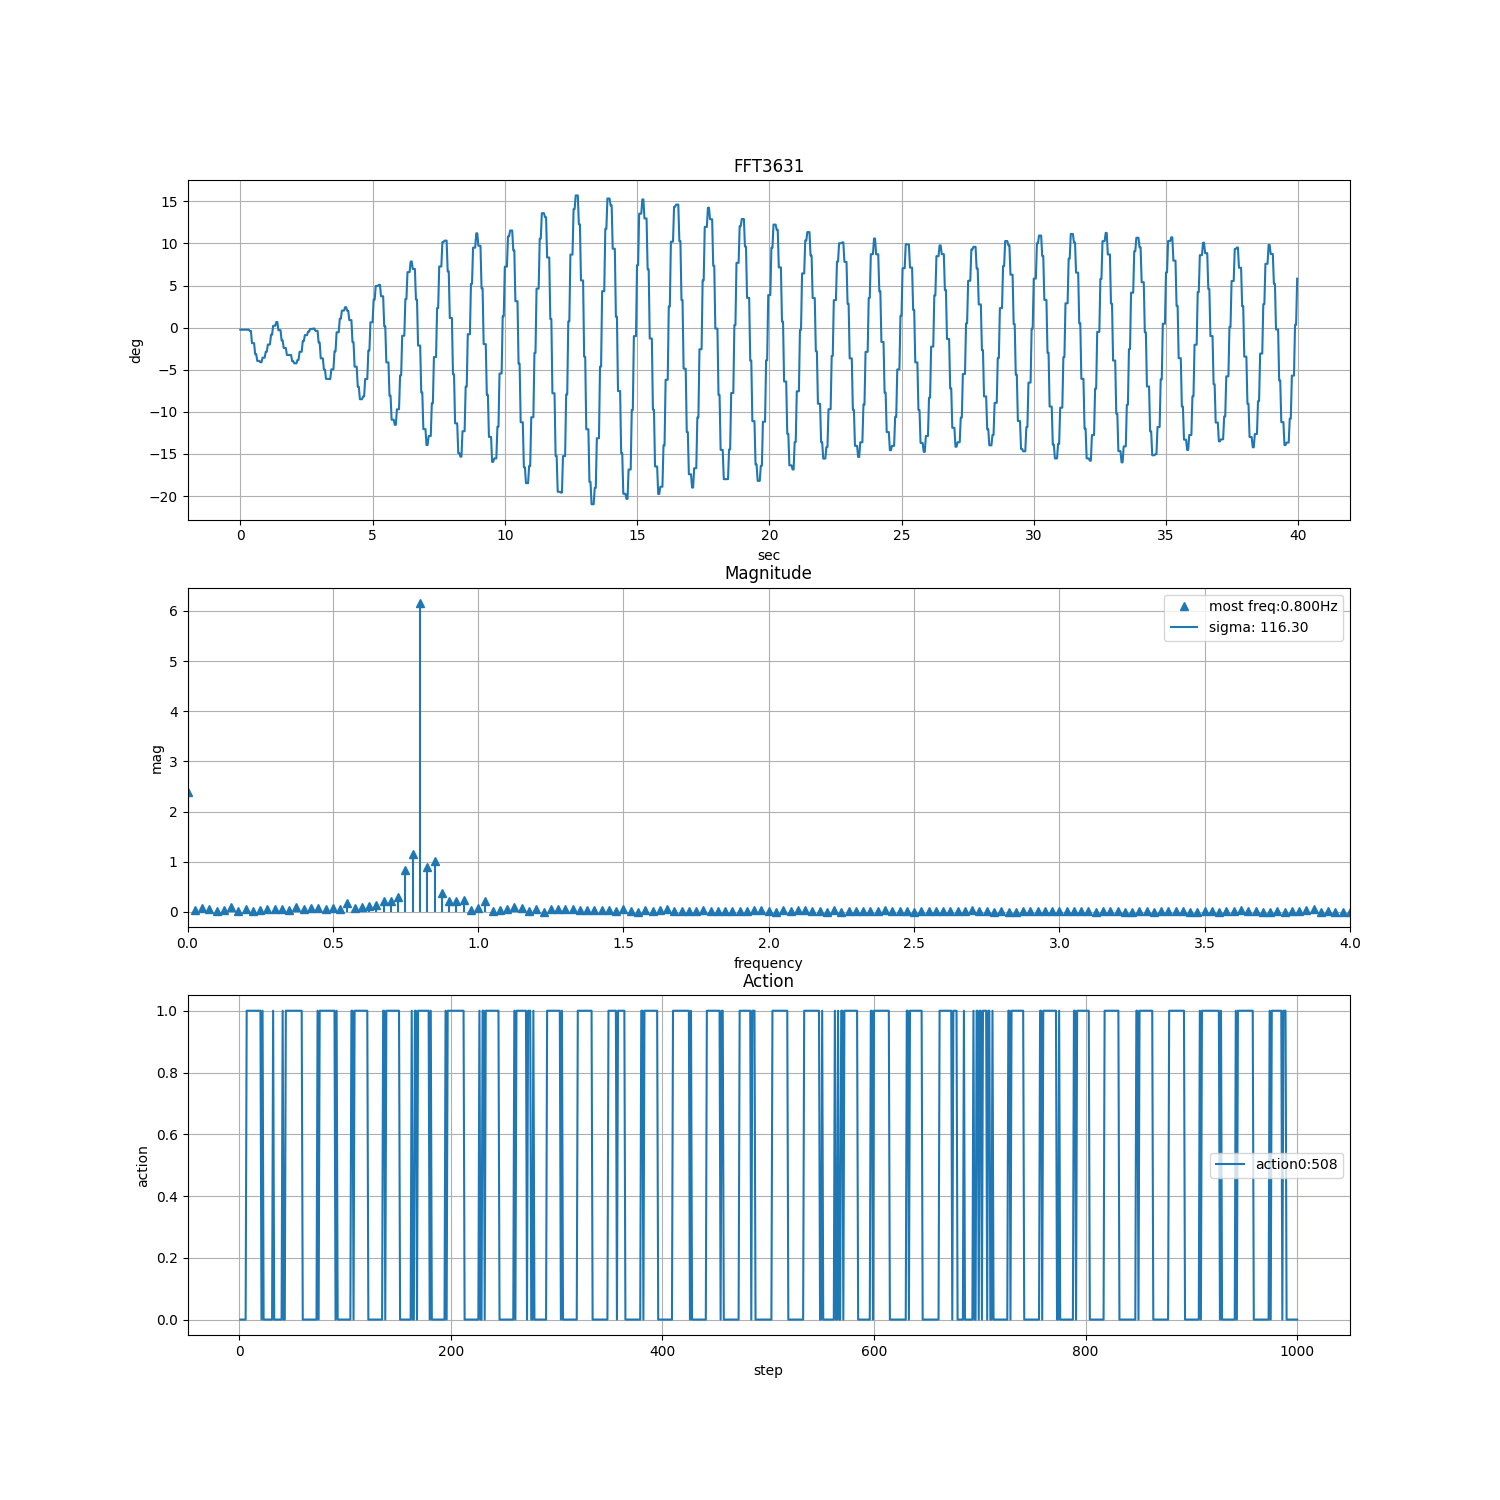 FFT3631
15
10
5
0
−5
−10
−15
−20
deg
0 5 10 15 20 25 30 35 40
sec
Magnitude
6
5
4
3
2
1
0
mag
most freq:0.800Hz
sigma: 116.30
0.0 0.5 1.0 1.5 2.0 2.5 3.0 3.5 4.0
frequency
Action
1.0
0.8
0.6
0.4
0.2
0.0
action
action0:508
0 200 400 600 800 1000
step